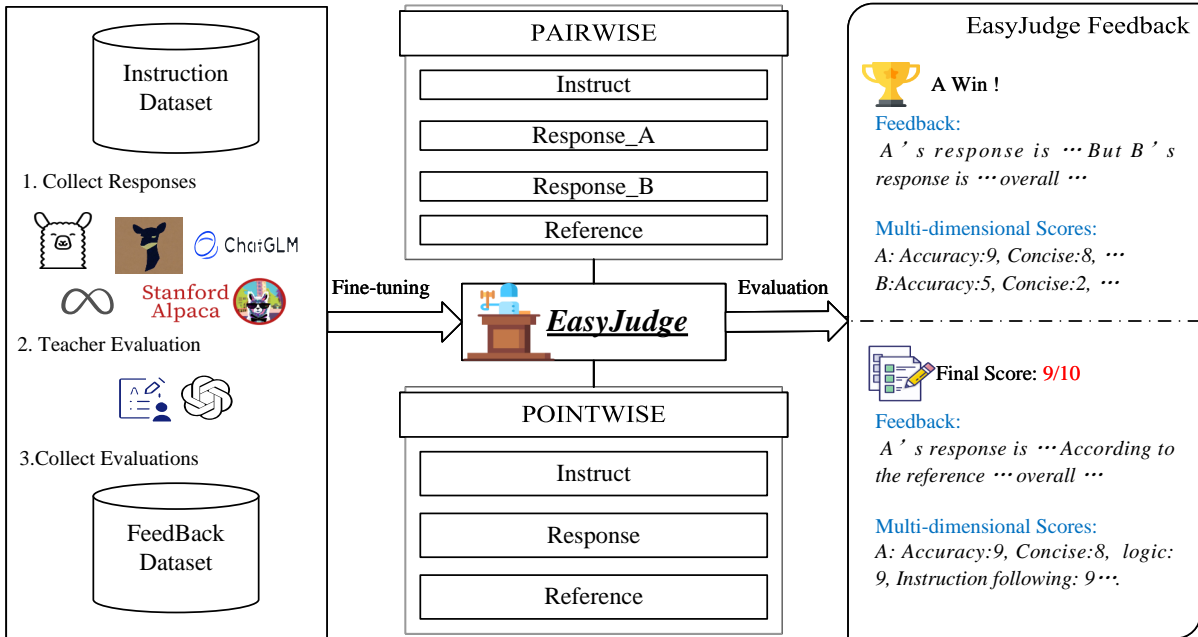 Instruction
Dataset
1. Collect Responses
ChatGLM
Stanford
Alpaca
2. Teacher Evaluation
3.Collect Evaluations
FeedBack
Dataset
Fine-tuning
PAIRWISE
Instruct
Response_A
Response_B
Reference
EasyJudge
POINTWISE
Instruct
Response
Reference
Evaluation
EasyJudge Feedback
A Win !
Feedback:
A’s response is … But B’s
response is … overall …
Multi-dimensional Scores:
A: Accuracy:9, Concise:8, …
B:Accuracy:5, Concise:2, …
Final Score: 9/10
Feedback:
A’s response is … According to
the reference … overall …
Multi-dimensional Scores:
A: Accuracy:9, Concise:8, logic:
9, Instruction following: 9….